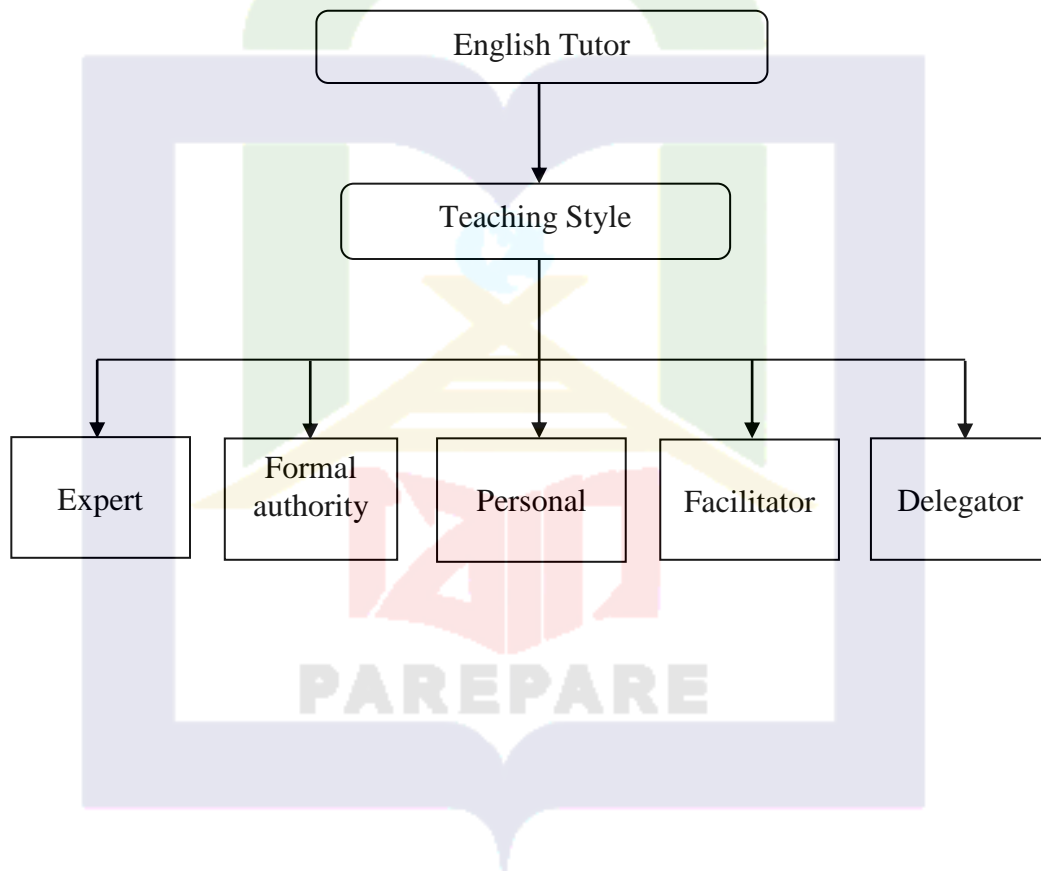 English Tutor
Teaching Style
Expert
Formal
authority
Personal
Facilitator
Delegator
PAREPARE